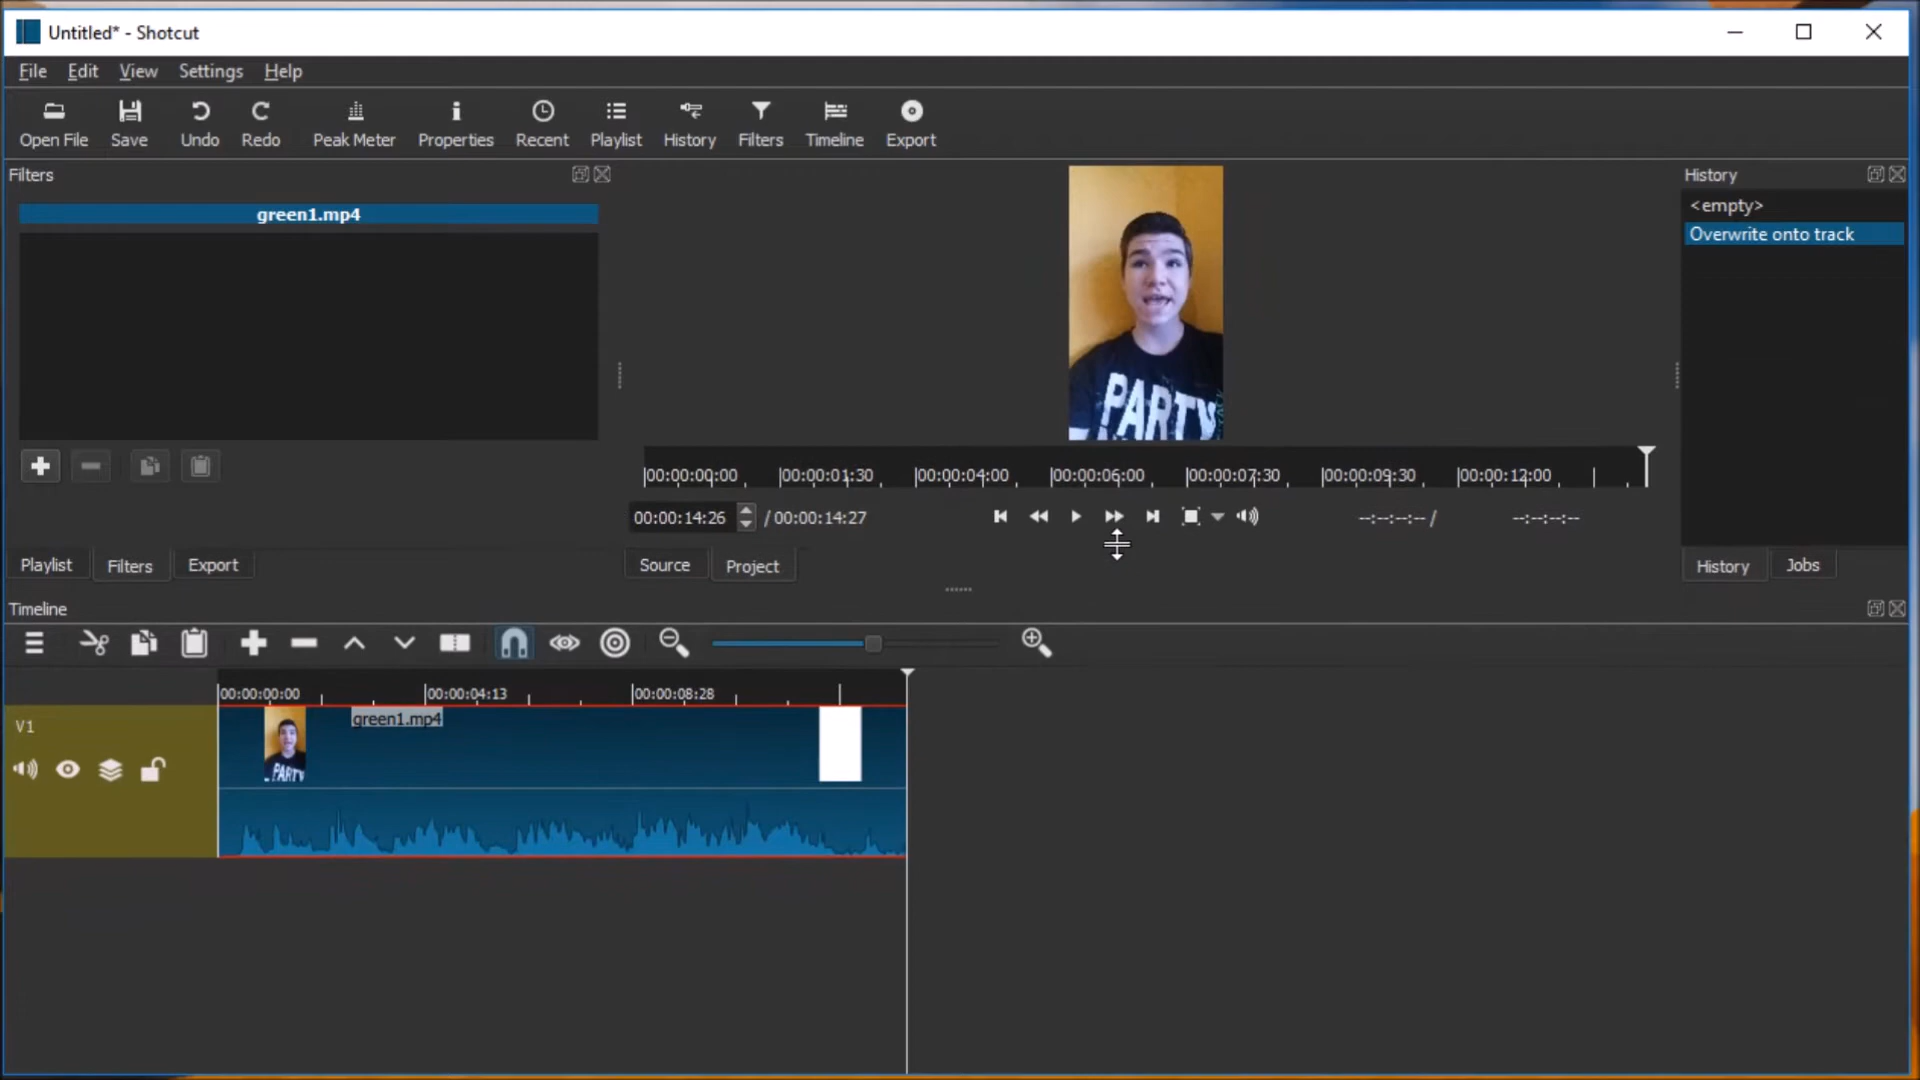 Untitled* - Shotcut
File Edit View Settings Help
Open File Save Undo Redo Peak Meter Properties Recent Playlist History Filters Timeline Export
Filters
History
green1.mp4
<empty>
Overwrite onto track
PARTY
00:00:00:00 00:00:01:30 00:00:04:00 00:00:06:00 00:00:07:30 00:00:09:30 00:00:12:00
00:00:14:26 / 00:00:14:27 --:--:--:-- / --:--:--:--
Playlist Filters Export Source Project History Jobs
Timeline
00:00:00:00 00:00:04:13 00:00:08:28
V1
green1.mp4
PARTY